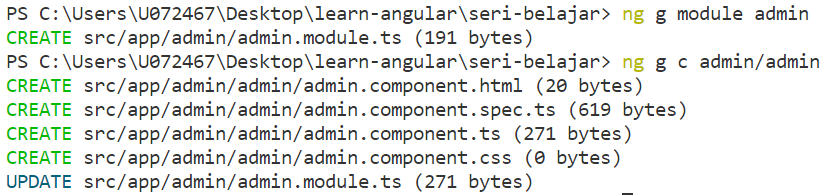 PS C:\Users\U072467\Desktop\learn-angular\seri-belajar> ng g module admin
CREATE src/app/admin/admin.module.ts (191 bytes)
PS C:\Users\U072467\Desktop\learn-angular\seri-belajar> ng g c admin/admin
CREATE src/app/admin/admin/admin.component.html (20 bytes)
CREATE src/app/admin/admin/admin.component.spec.ts (619 bytes)
CREATE src/app/admin/admin/admin.component.ts (271 bytes)
CREATE src/app/admin/admin/admin.component.css (0 bytes)
UPDATE src/app/admin/admin.module.ts (271 bytes)